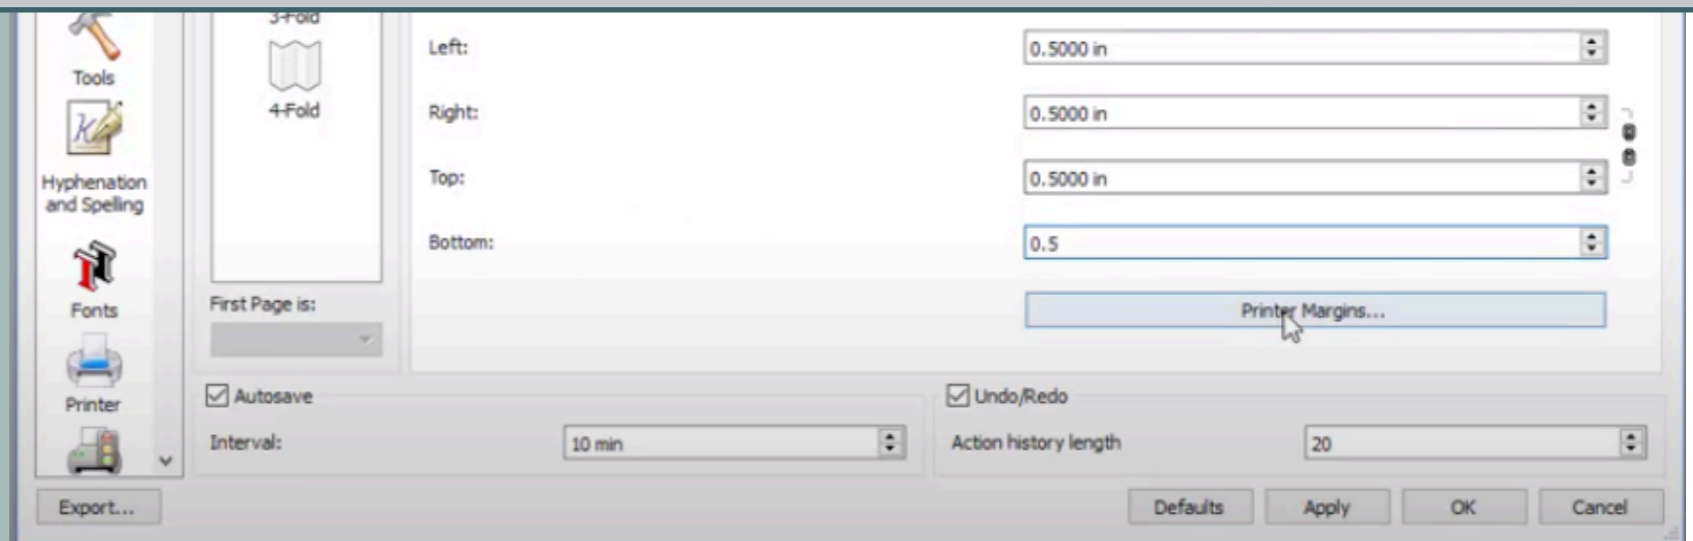 3-Fold
Left:
0.5000 in
Tools
4-Fold
Right:
0.5000 in
Hyphenation
and Spelling
Top:
0.5000 in
Bottom:
0.5
Fonts
First Page is:
Printer Margins...
Printer
Autosave
Undo/Redo
Interval:
10 min
Action history length
20
Export...
Defaults
Apply
OK
Cancel